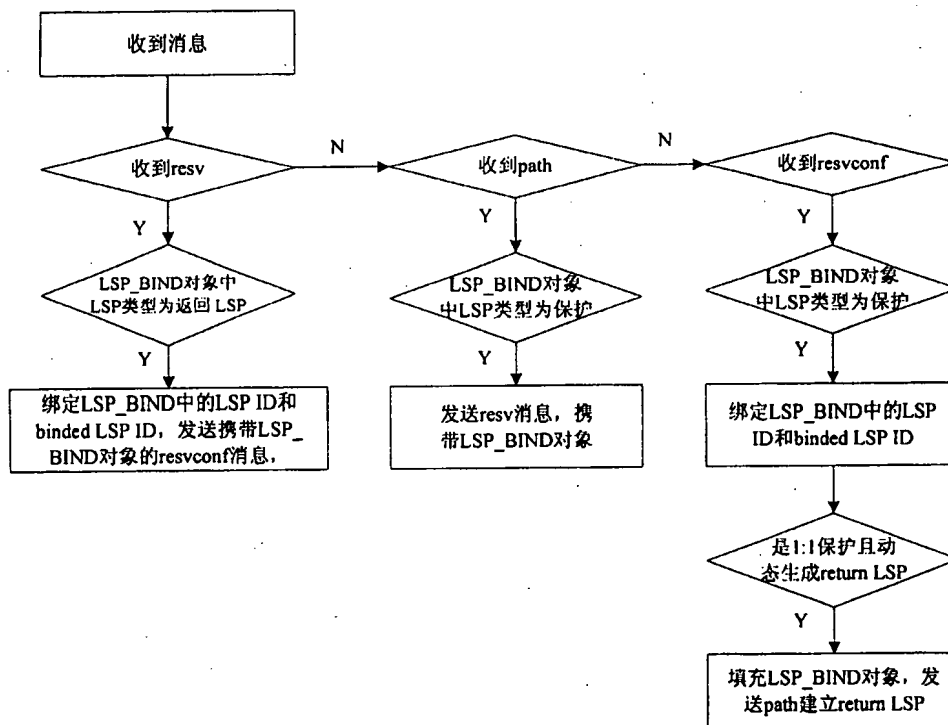 收到消息
收到resv
N
收到path
N
收到resvconf
Y
Y
Y
LSP_BIND对象中
LSP类型为返回 LSP
LSP_BIND对象
中LSP类型为保护
LSP_BIND对象
中LSP类型为保护
Y
Y
Y
绑定LSP_BIND中的LSP ID和
binded LSP ID，发送携带LSP_
BIND对象的resvconf消息，
发送resv消息，携
带LSP_BIND对象
绑定LSP_BIND中的LSP
ID和binded LSP ID
是1:1保护且动
态生成return LSP
Y
填充LSP_BIND对象，发
送path建立return LSP